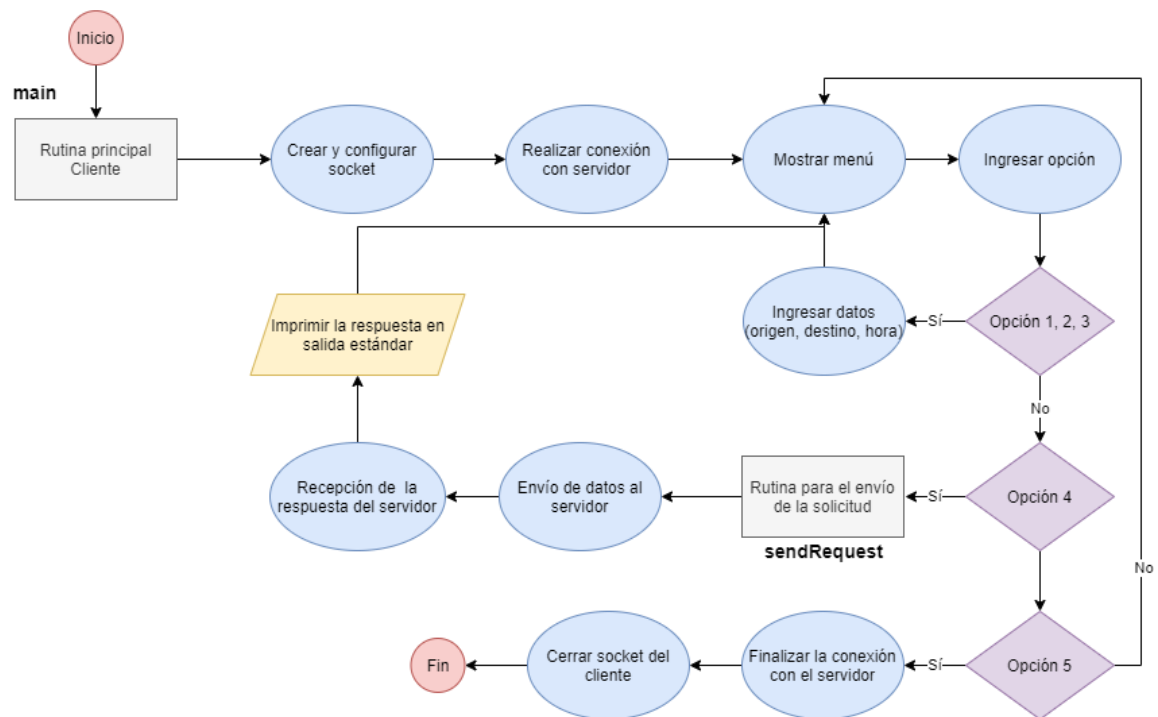 Inicio
main
Rutina principal
Cliente
Crear y configurar
socket
Realizar conexión
con servidor
Mostrar menú
Ingresar opción
Imprimir la respuesta en
salida estándar
Ingresar datos
(origen, destino, hora)
Sí
Opción 1, 2, 3
No
Recepción de la
respuesta del servidor
Envío de datos al
servidor
Rutina para el envío
de la solicitud
sendRequest
Sí
Opción 4
No
Fin
Cerrar socket del
cliente
Finalizar la conexión
con el servidor
Sí
Opción 5